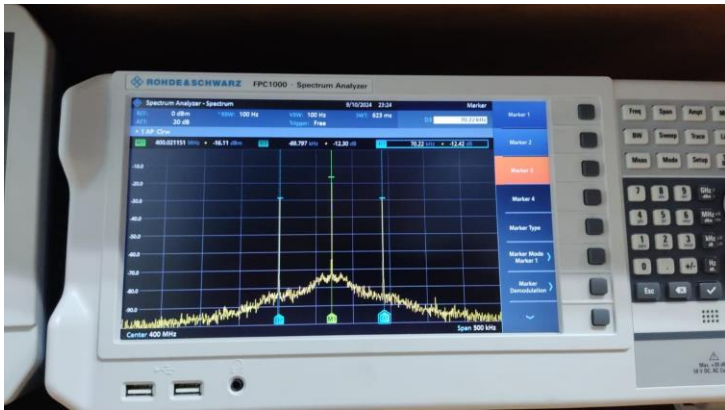 ROHDE&SCHWARZ FPC1000 · Spectrum Analyzer
Spectrum Analyzer - Spectrum 9/10/2024 23:24 Marker
REF: 0 dBm *RBW: 100 Hz VBW: 100 Hz SWT: 623 ms
ATT: 20 dB Trigger: Free D3 70.22 kHz
1 AP Clrw
M1 400.021151 MHz • -16.11 dBm D2 -69.797 kHz • -12.30 dB D3 70.22 kHz • -12.42 dB
-10.0
-20.0
-30.0
-40.0
-50.0
-60.0
-70.0
-80.0
-90.0
Center 400 MHz Span 500 kHz
Marker 1
Marker 2
Marker 3
Marker 4
Marker Type
Marker Mode
Marker 1
Marker
Demodulation
Freq Span Ampt
BW Sweep Trace
Meas Mode Setup
7 8 9 GHz
4 5 6 MHz
1 2 3 kHz
0 . +/- Hz
Esc